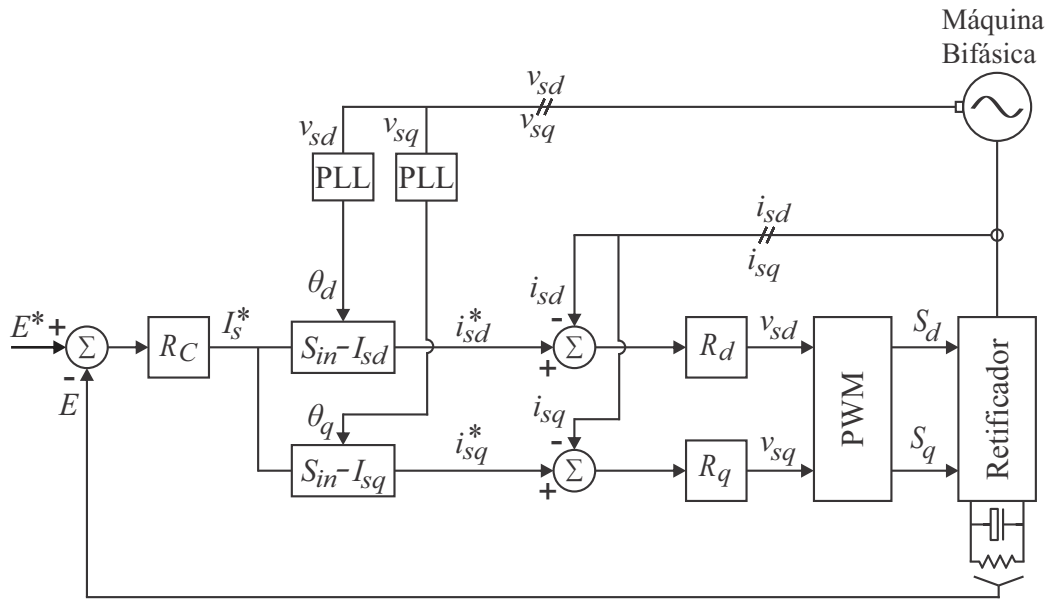 Máquina
Bifásica
v_sd
v_sq
v_sd
v_sq
PLL
PLL
i_sd
i_sq
θ_d
i_sd
E* +
Σ
-
E
R_C
I_s*
S_in-I_sd
i_sd*
-
+
Σ
R_d
v_sd
S_d
θ_q
i_sq
S_in-I_sq
i_sq*
-
+
Σ
R_q
v_sq
S_q
PWM
Retificador